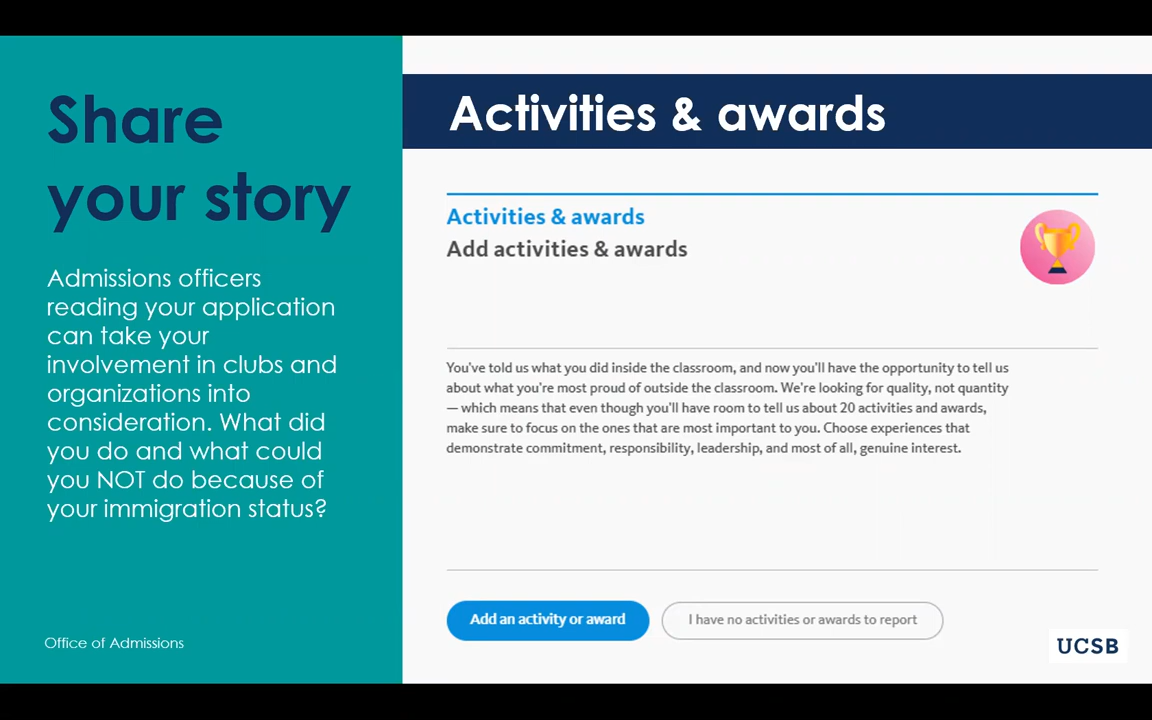 Share
your story
Admissions officers
reading your application
can take your
involvement in clubs and
organizations into
consideration. What did
you do and what could
you NOT do because of
your immigration status?
Office of Admissions
Activities & awards
Activities & awards
Add activities & awards
You've told us what you did inside the classroom, and now you'll have the opportunity to tell us
about what you're most proud of outside the classroom. We're looking for quality, not quantity
— which means that even though you'll have room to tell us about 20 activities and awards,
make sure to focus on the ones that are most important to you. Choose experiences that
demonstrate commitment, responsibility, leadership, and most of all, genuine interest.
Add an activity or award
I have no activities or awards to report
UCSB